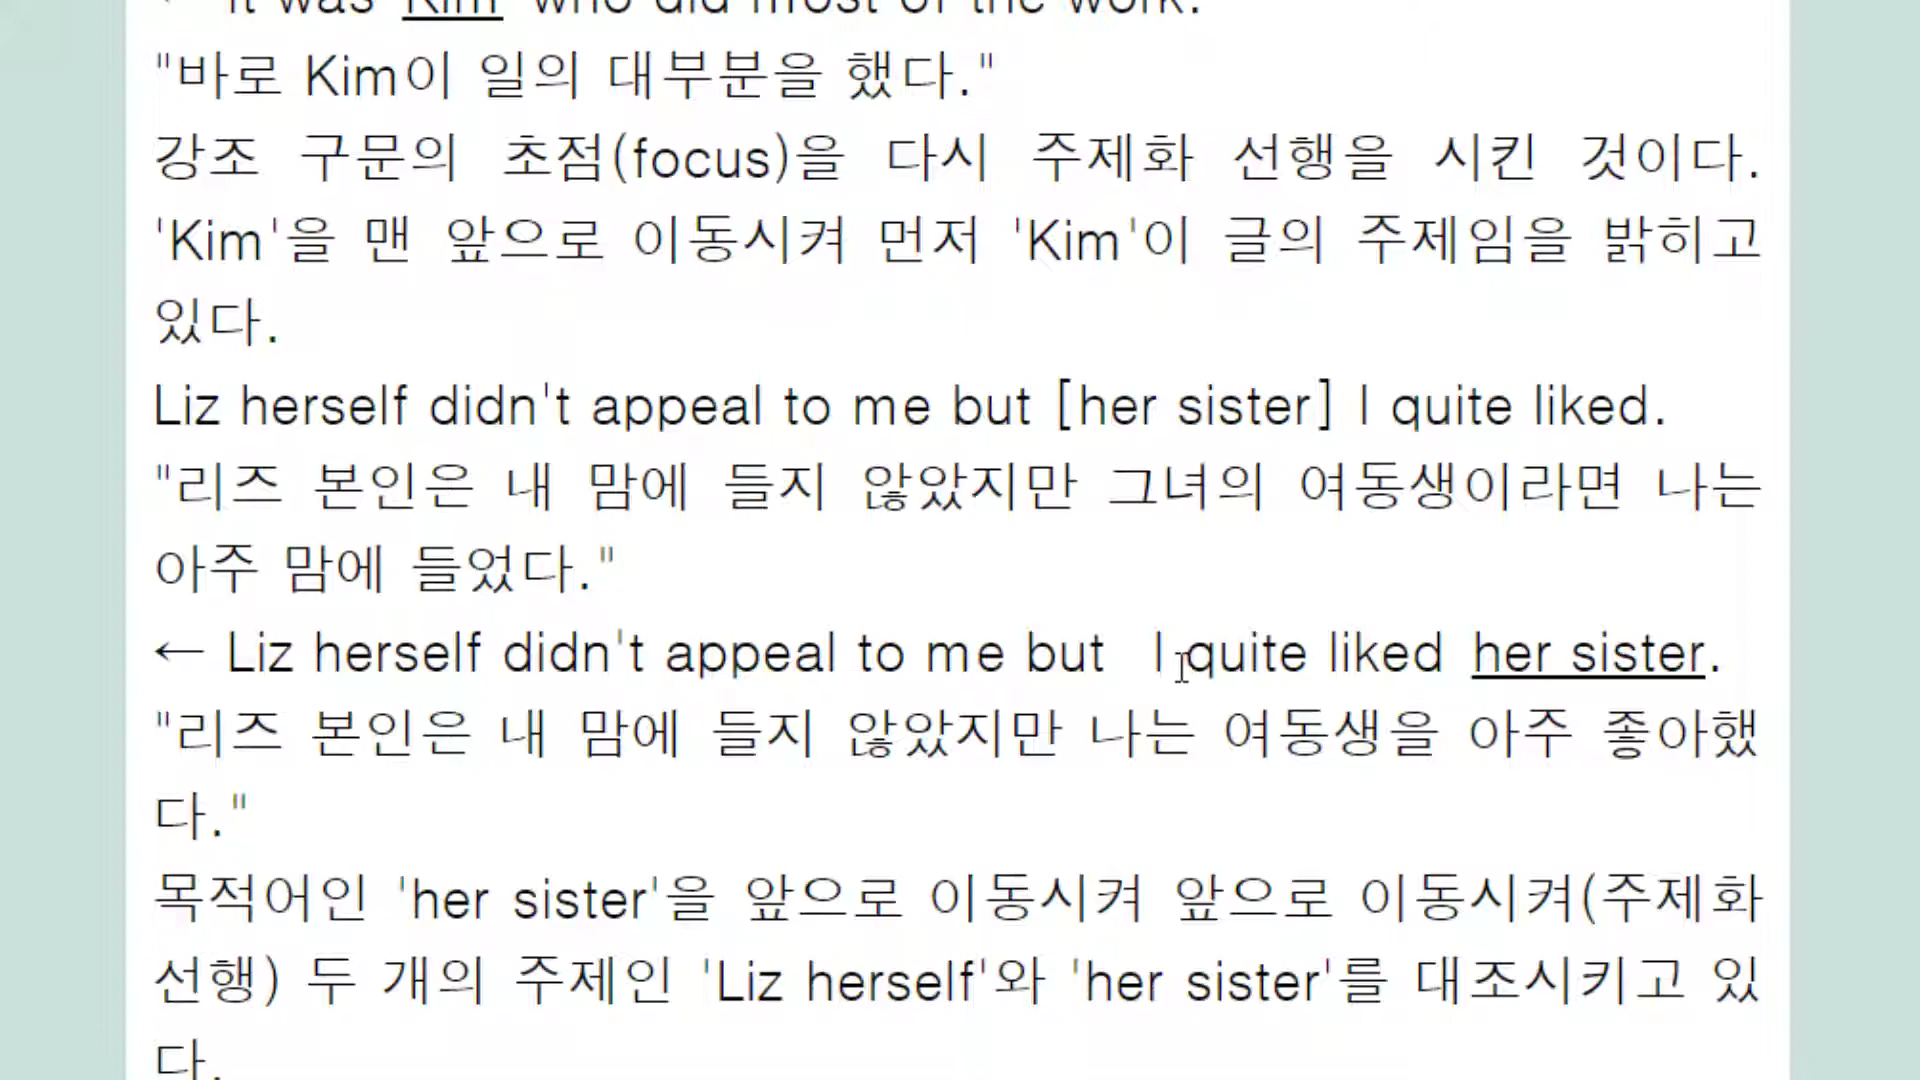 ← It was Kim who did most of the work.
"바로 Kim이 일의 대부분을 했다."
강조 구문의 초점(focus)을 다시 주제화 선행을 시킨 것이다.
'Kim'을 맨 앞으로 이동시켜 먼저 'Kim'이 글의 주제임을 밝히고
있다.
Liz herself didn't appeal to me but [her sister] I quite liked.
"리즈 본인은 내 맘에 들지 않았지만 그녀의 여동생이라면 나는
아주 맘에 들었다."
← Liz herself didn't appeal to me but I quite liked her sister.
"리즈 본인은 내 맘에 들지 않았지만 나는 여동생을 아주 좋아했
다."
목적어인 'her sister'을 앞으로 이동시켜 앞으로 이동시켜(주제화
선행) 두 개의 주제인 'Liz herself'와 'her sister'를 대조시키고 있
다.